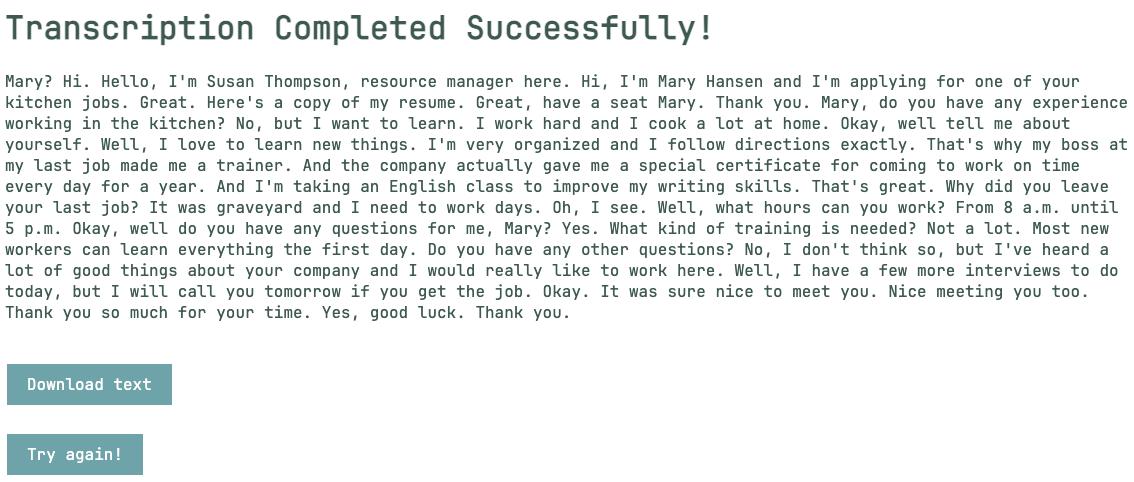 Transcription Completed Successfully!
Mary? Hi. Hello, I'm Susan Thompson, resource manager here. Hi, I'm Mary Hansen and I'm applying for one of your
kitchen jobs. Great. Here's a copy of my resume. Great, have a seat Mary. Thank you. Mary, do you have any experience
working in the kitchen? No, but I want to learn. I work hard and I cook a lot at home. Okay, well tell me about
yourself. Well, I love to learn new things. I'm very organized and I follow directions exactly. That's why my boss at
my last job made me a trainer. And the company actually gave me a special certificate for coming to work on time
every day for a year. And I'm taking an English class to improve my writing skills. That's great. Why did you leave
your last job? It was graveyard and I need to work days. Oh, I see. Well, what hours can you work? From 8 a.m. until
5 p.m. Okay, well do you have any questions for me, Mary? Yes. What kind of training is needed? Not a lot. Most new
workers can learn everything the first day. Do you have any other questions? No, I don't think so, but I've heard a
lot of good things about your company and I would really like to work here. Well, I have a few more interviews to do
today, but I will call you tomorrow if you get the job. Okay. It was sure nice to meet you. Nice meeting you too.
Thank you so much for your time. Yes, good luck. Thank you.
Download text
Try again!